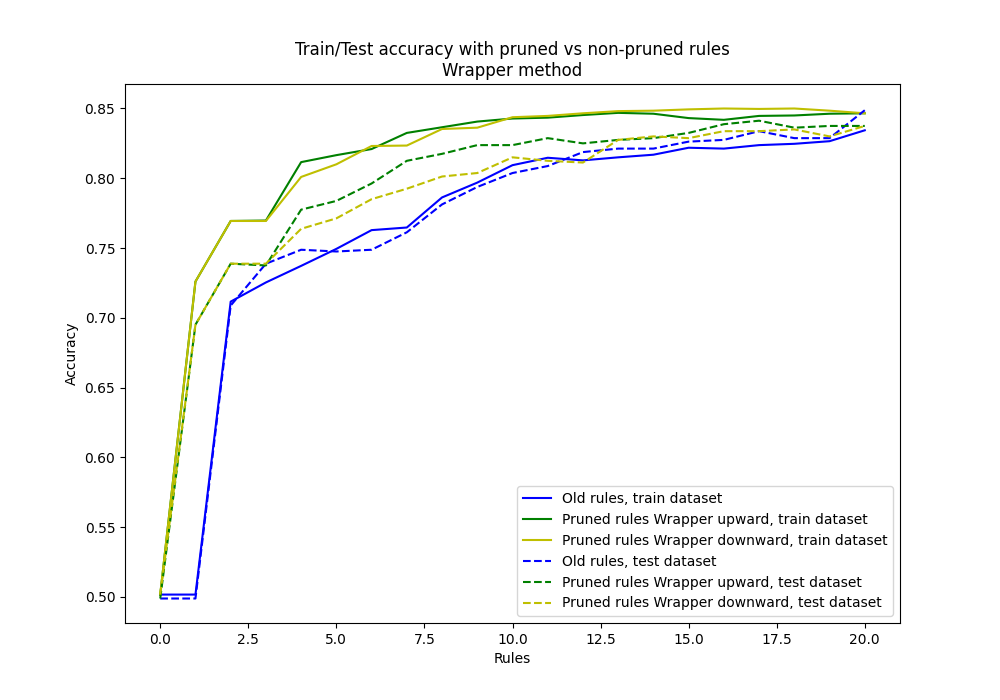 Train/Test accuracy with pruned vs non-pruned rules
Wrapper method
Accuracy
0.85
0.80
0.75
0.70
0.65
0.60
0.55
0.50
Old rules, train dataset
Pruned rules Wrapper upward, train dataset
Pruned rules Wrapper downward, train dataset
Old rules, test dataset
Pruned rules Wrapper upward, test dataset
Pruned rules Wrapper downward, test dataset
0.0 2.5 5.0 7.5 10.0 12.5 15.0 17.5 20.0
Rules